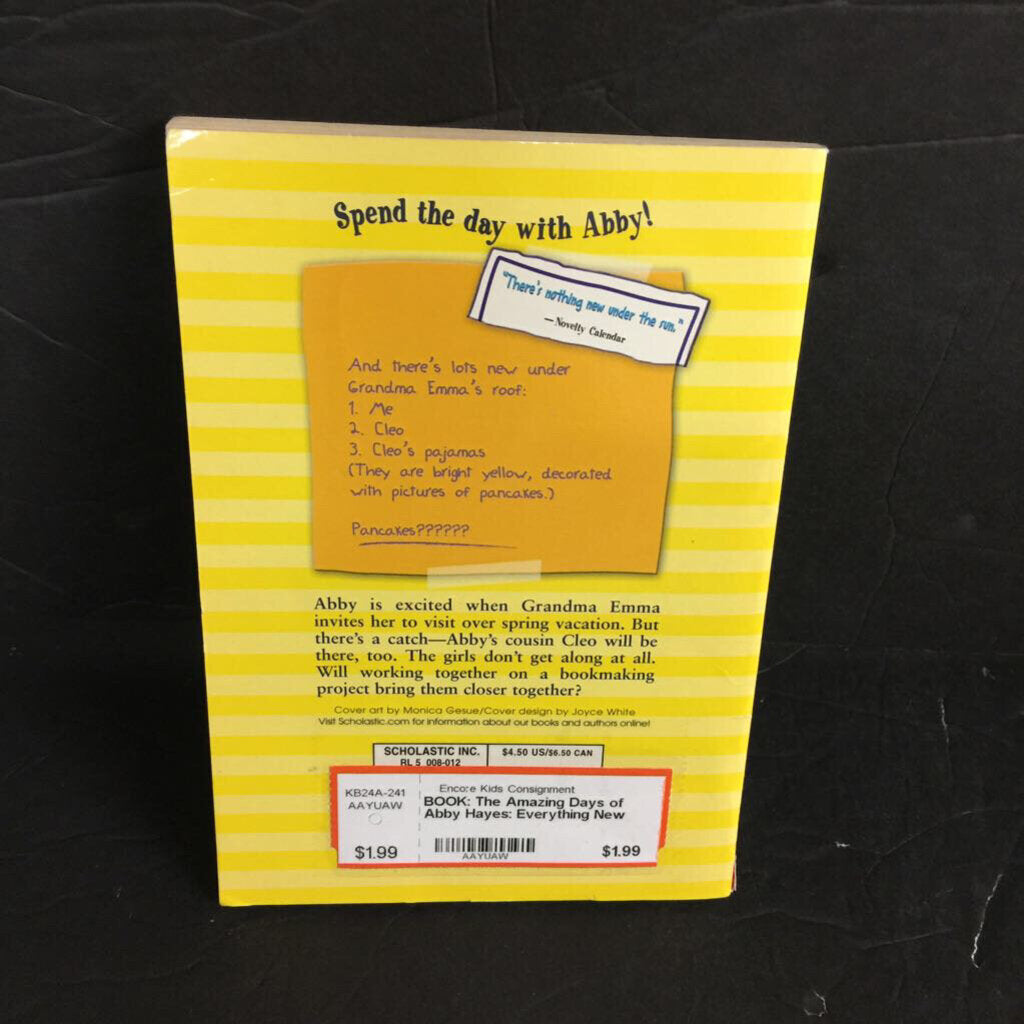 Spend the day with Abby!
"There's nothing new under the sun."
—Novelty Calendar
And there's lots new under
Grandma Emma's roof:
1. Me
2. Cleo
3. Cleo's pajamas
(They are bright yellow, decorated
with pictures of pancakes.)
Pancakes??????
Abby is excited when Grandma Emma
invites her to visit over spring vacation. But
there's a catch—Abby's cousin Cleo will be
there, too. The girls don't get along at all.
Will working together on a bookmaking
project bring them closer together?
Cover art by Monica Gesue/Cover design by Joyce White
Visit Scholastic.com for information about our books and authors online!
SCHOLASTIC INC.
RL 5 008-012
$4.50 US/$6.50 CAN
KB24A-241
AAYUAW
$1.99
Encore Kids Consignment
BOOK: The Amazing Days of
Abby Hayes: Everything New
AAYUAW
$1.99